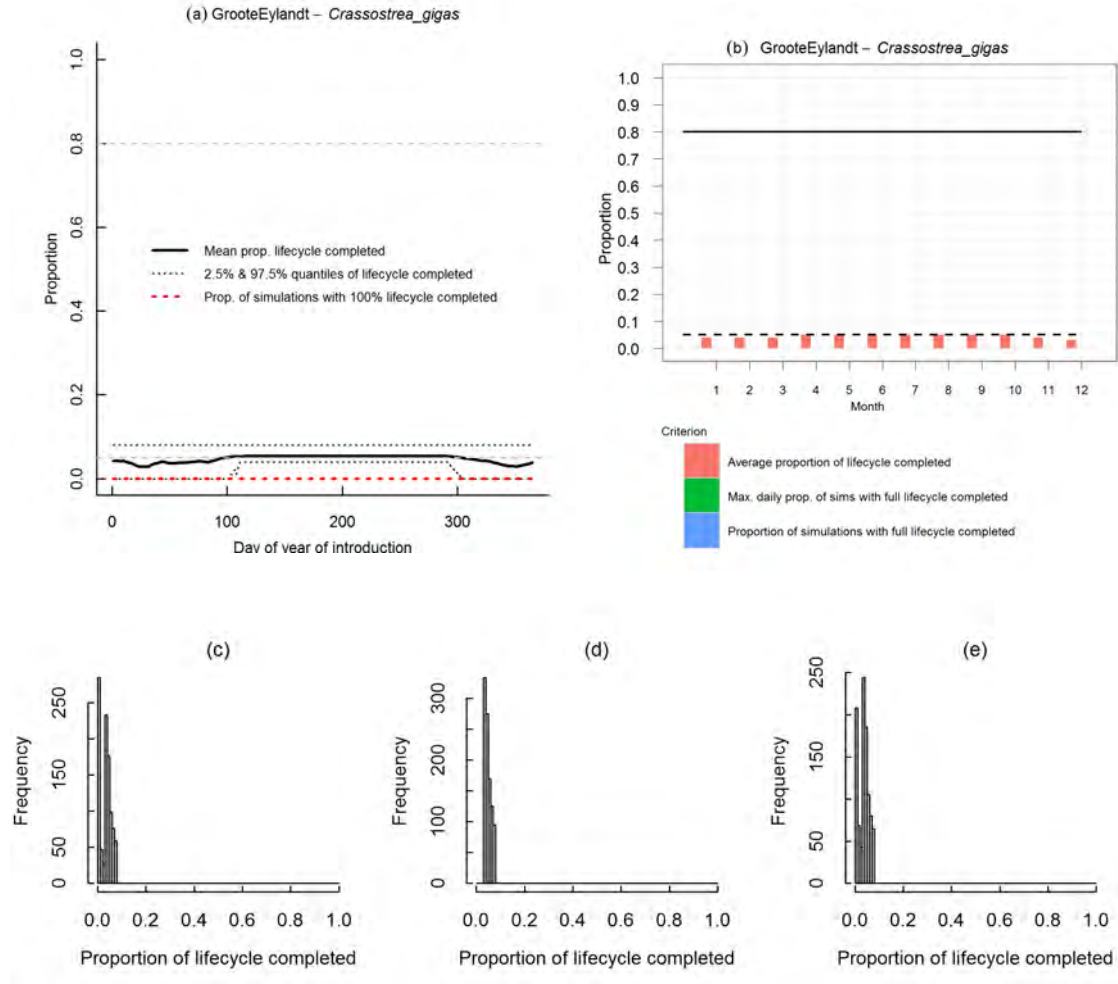 (a) GrooteEylandt – Crassostrea_gigas
1.0
0.8
0.6
0.4
0.2
0.0
Proportion
Mean prop. lifecycle completed
2.5% & 97.5% quantiles of lifecycle completed
Prop. of simulations with 100% lifecycle completed
0 100 200 300
Day of year of introduction
(b) GrooteEylandt – Crassostrea_gigas
1.0
0.9
0.8
0.7
0.6
0.5
0.4
0.3
0.2
0.1
0.0
Proportion
1 2 3 4 5 6 7 8 9 10 11 12
Month
Criterion
Average proportion of lifecycle completed
Max. daily prop. of sims with full lifecycle completed
Proportion of simulations with full lifecycle completed
(c)
250
150
50
0
Frequency
0.0 0.2 0.4 0.6 0.8 1.0
Proportion of lifecycle completed
(d)
300
200
100
0
Frequency
0.0 0.2 0.4 0.6 0.8 1.0
Proportion of lifecycle completed
(e)
250
150
50
0
Frequency
0.0 0.2 0.4 0.6 0.8 1.0
Proportion of lifecycle completed